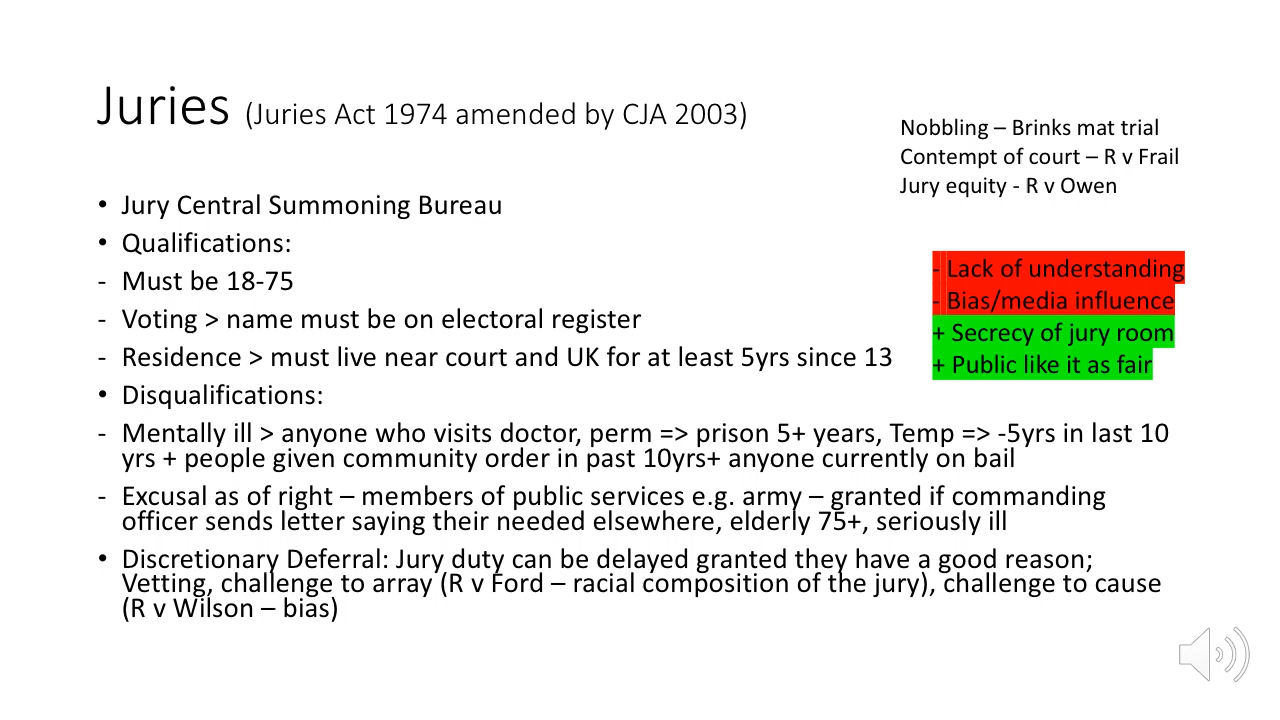 Juries (Juries Act 1974 amended by CJA 2003)
Nobbling – Brinks mat trial
Contempt of court – R v Frail
Jury equity - R v Owen
• Jury Central Summoning Bureau
• Qualifications:
- Must be 18-75
- Voting > name must be on electoral register
- Residence > must live near court and UK for at least 5yrs since 13
- Lack of understanding
- Bias/media influence
+ Secrecy of jury room
+ Public like it as fair
• Disqualifications:
- Mentally ill > anyone who visits doctor, perm => prison 5+ years, Temp => -5yrs in last 10
yrs + people given community order in past 10yrs+ anyone currently on bail
- Excusal as of right – members of public services e.g. army – granted if commanding
officer sends letter saying their needed elsewhere, elderly 75+, seriously ill
• Discretionary Deferral: Jury duty can be delayed granted they have a good reason;
Vetting, challenge to array (R v Ford – racial composition of the jury), challenge to cause
(R v Wilson – bias)